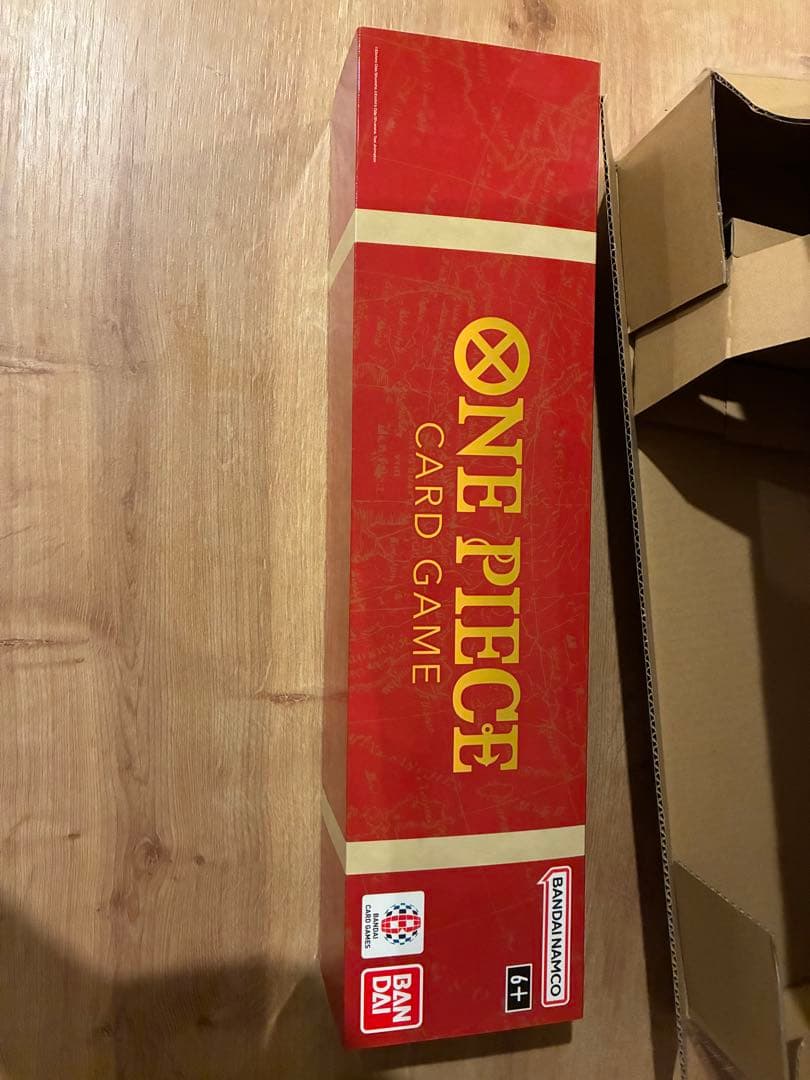 ONE PIECE
CARD GAME
BANDAI NAMCO
6+
BANDAI
CARD GAMES
BAN
DAI